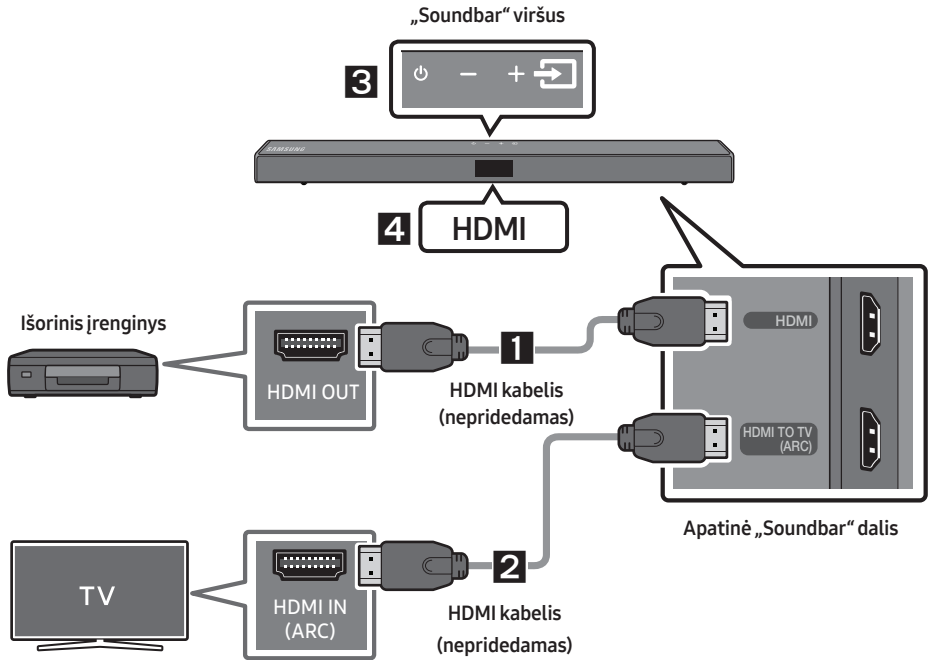 „Soundbar“ viršus
3
SAMSUNG
4
HDMI
Išorinis įrenginys
HDMI OUT
1
HDMI kabelis
(nepridedamas)
HDMI
HDMI TO TV
(ARC)
Apatinė „Soundbar“ dalis
TV
HDMI IN
(ARC)
2
HDMI kabelis
(nepridedamas)